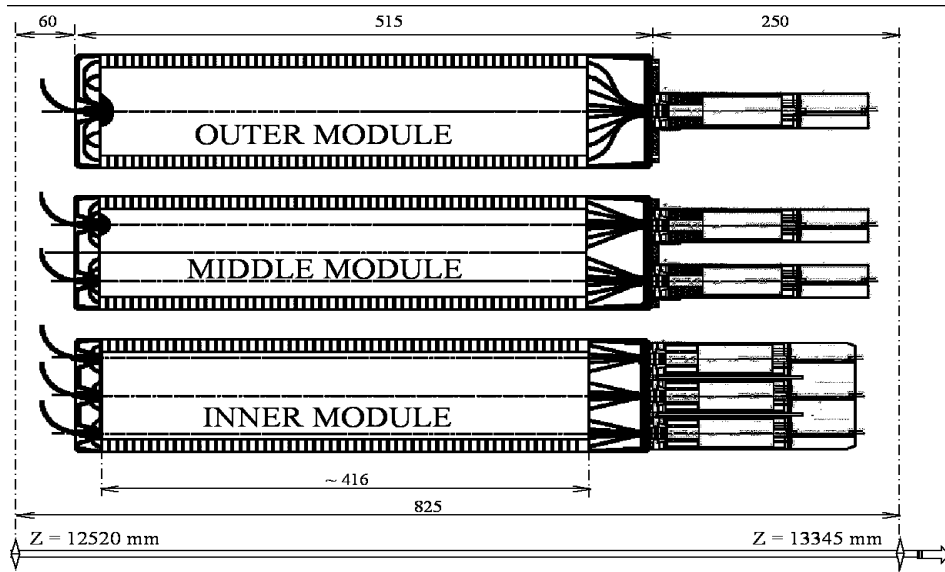 60 515 250
OUTER MODULE
MIDDLE MODULE
INNER MODULE
~ 416
825
Z = 12520 mm Z = 13345 mm